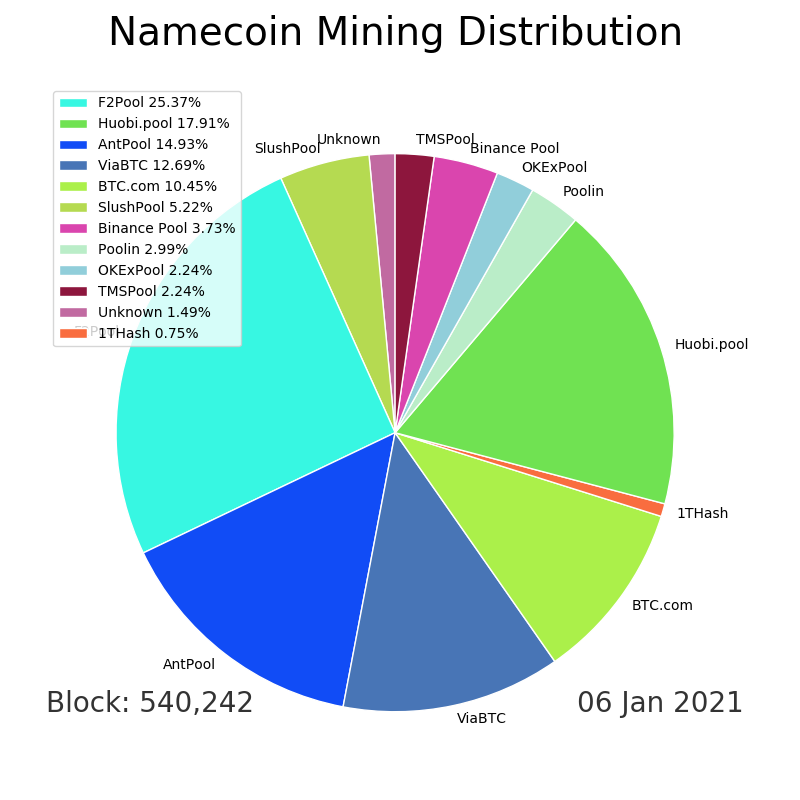 Namecoin Mining Distribution
F2Pool 25.37%
Huobi.pool 17.91%
AntPool 14.93%
ViaBTC 12.69%
BTC.com 10.45%
SlushPool 5.22%
Binance Pool 3.73%
Poolin 2.99%
OKExPool 2.24%
TMSPool 2.24%
Unknown 1.49%
1THash 0.75%
F2Pool
SlushPool
Unknown
TMSPool
Binance Pool
OKExPool
Poolin
Huobi.pool
1THash
BTC.com
ViaBTC
AntPool
Block: 540,242
06 Jan 2021